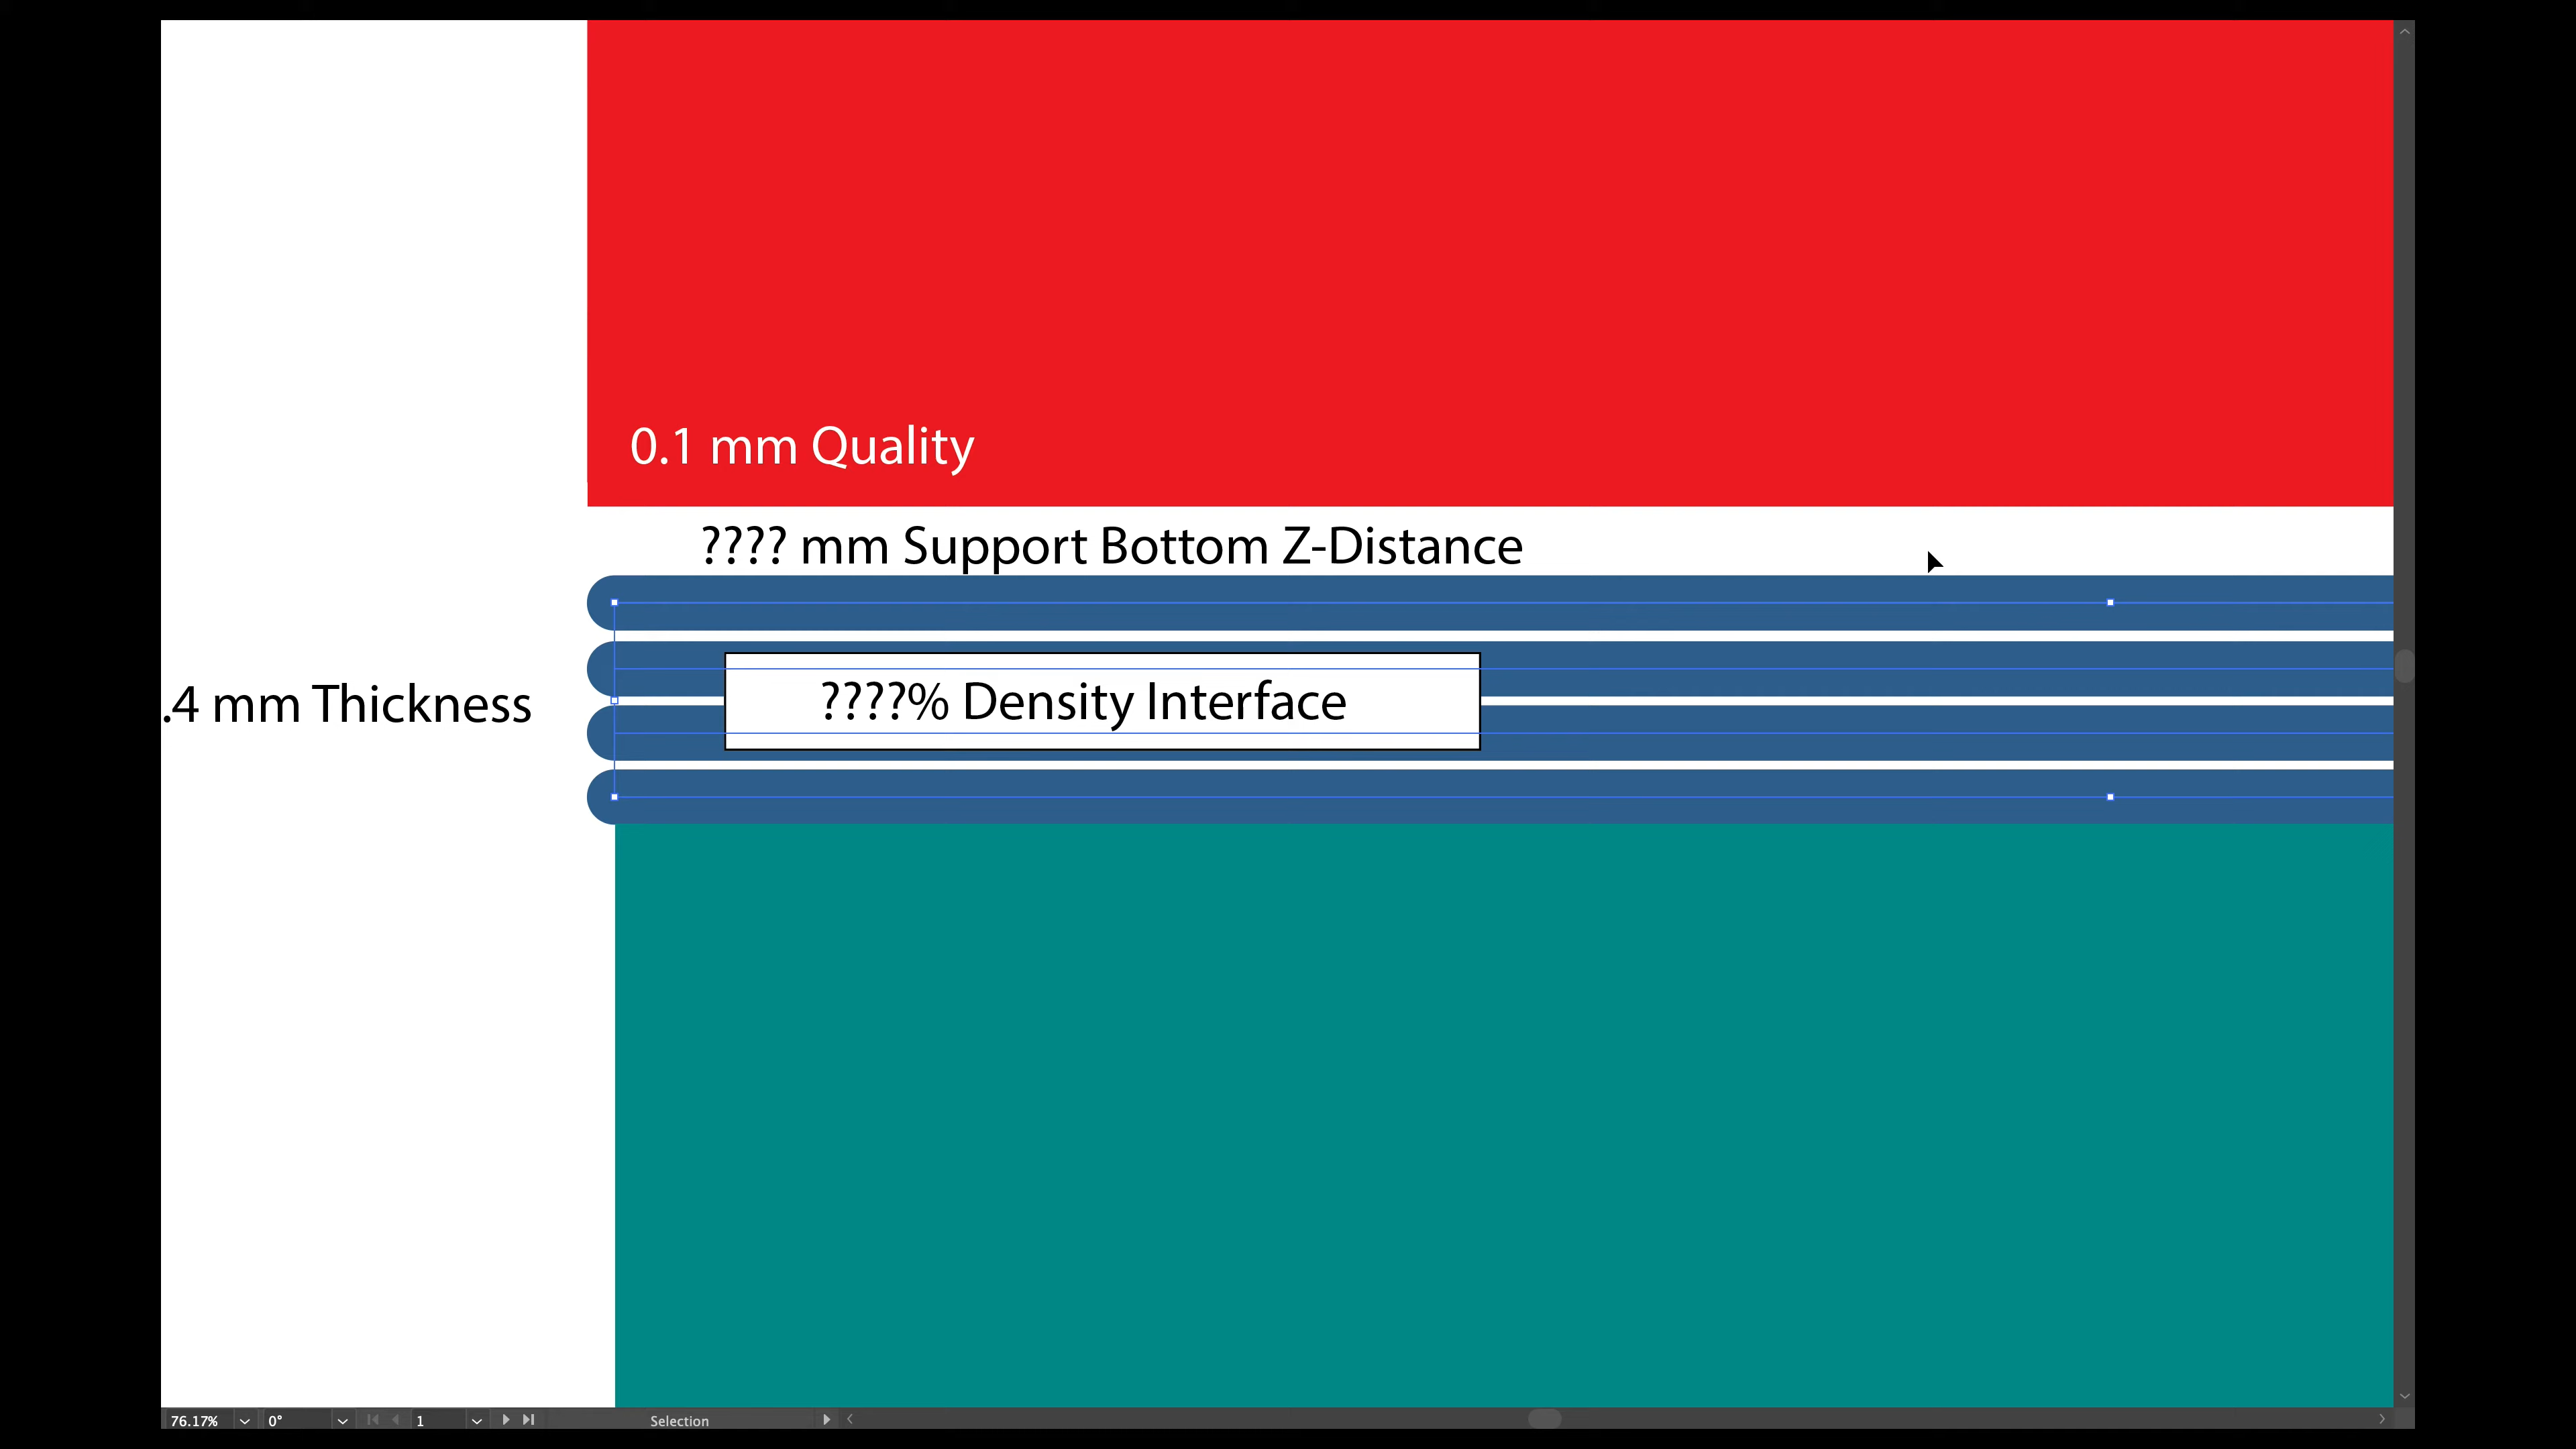 0.1 mm Quality
???? mm Support Bottom Z-Distance
.4 mm Thickness
????% Density Interface
76.17%
0°
1
Selection